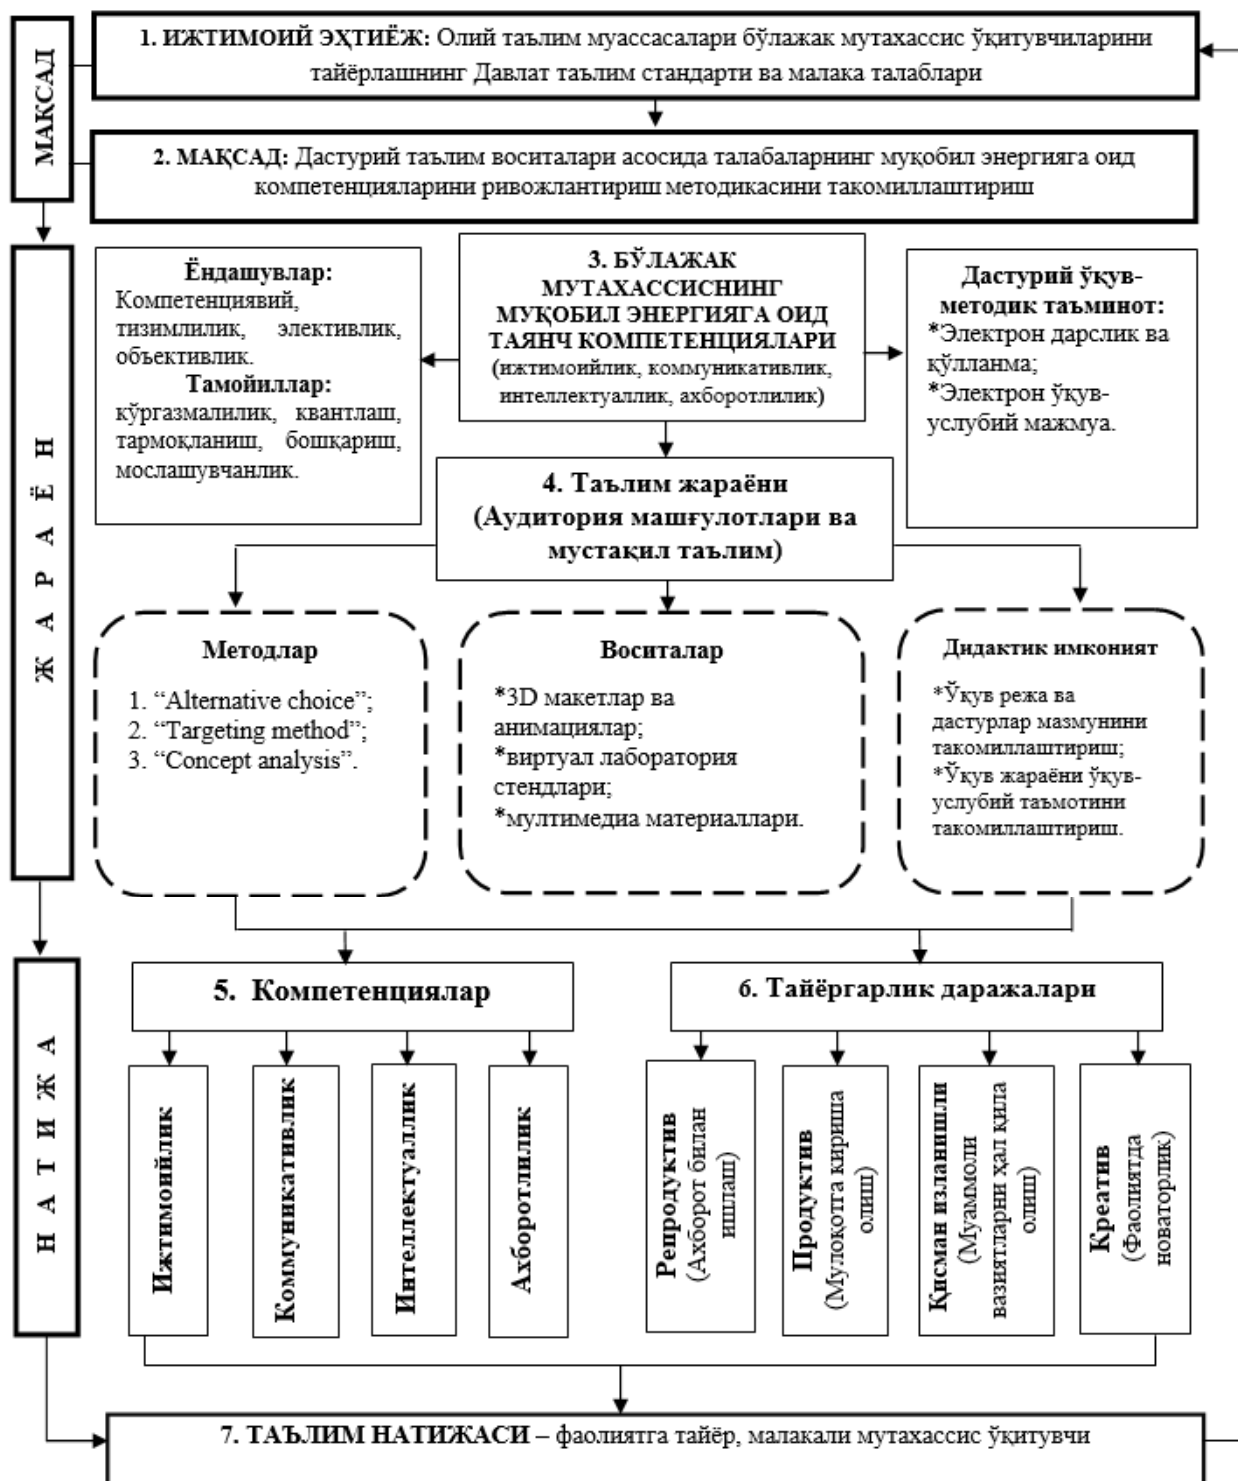 МАҚСАД
1. ИЖТИМОИЙ ЭҲТИЁЖ: Олий таълим муассасалари бўлажак мутахассис ўқитувчиларини
тайёрлашнинг Давлат таълим стандарти ва малака талаблари
2. МАҚСАД: Дастурий таълим воситалари асосида талабаларнинг муқобил энергияга оид
компетенцияларини ривожлантириш методикасини такомиллаштириш
ЖАРАЁН
Ёндашувлар:
Компетенциявий,
тизимлилик, элективлик,
объективлик.
Тамойиллар:
кўргазмалилик, квантлаш,
тармоқланиш, бошқариш,
мослашувчанлик.
3. БЎЛАЖАК
МУТАХАССИСНИНГ
МУҚОБИЛ ЭНЕРГИЯГА ОИД
ТАЯНЧ КОМПЕТЕНЦИЯЛАРИ
(ижтимоийлик, коммуникативлик,
интеллектуаллик, ахборотлилик)
Дастурий ўқув-
методик таъминот:
*Электрон дарслик ва
қўлланма;
*Электрон ўқув-
услубий мажмуа.
4. Таълим жараёни
(Аудитория машғулотлари ва
мустақил таълим)
Методлар
1. “Alternative choice”;
2. “Targeting method”;
3. “Concept analysis”.
Воситалар
*3D макетлар ва
анимациялар;
*виртуал лаборатория
стендлари;
*мултимедиа материаллари.
Дидактик имконият
*Ўқув режа ва
дастурлар мазмунини
такомиллаштириш;
*Ўқув жараёни ўқув-
услубий таъмотини
такомиллаштириш.
НАТИЖА
5. Компетенциялар
Ижтимоийлик
Коммуникативлик
Интеллектуаллик
Ахборотлилик
6. Тайёргарлик даражалари
Репродуктив
(Ахборот билан
ишлаш)
Продуктив
(Мулоқотга кириша
олиш)
Қисман изланишли
(Муаммоли
вазиятларни ҳал қила
олиш)
Креатив
(Фаолиятда
новаторлик)
7. ТАЪЛИМ НАТИЖАСИ – фаолиятга тайёр, малакали мутахассис ўқитувчи